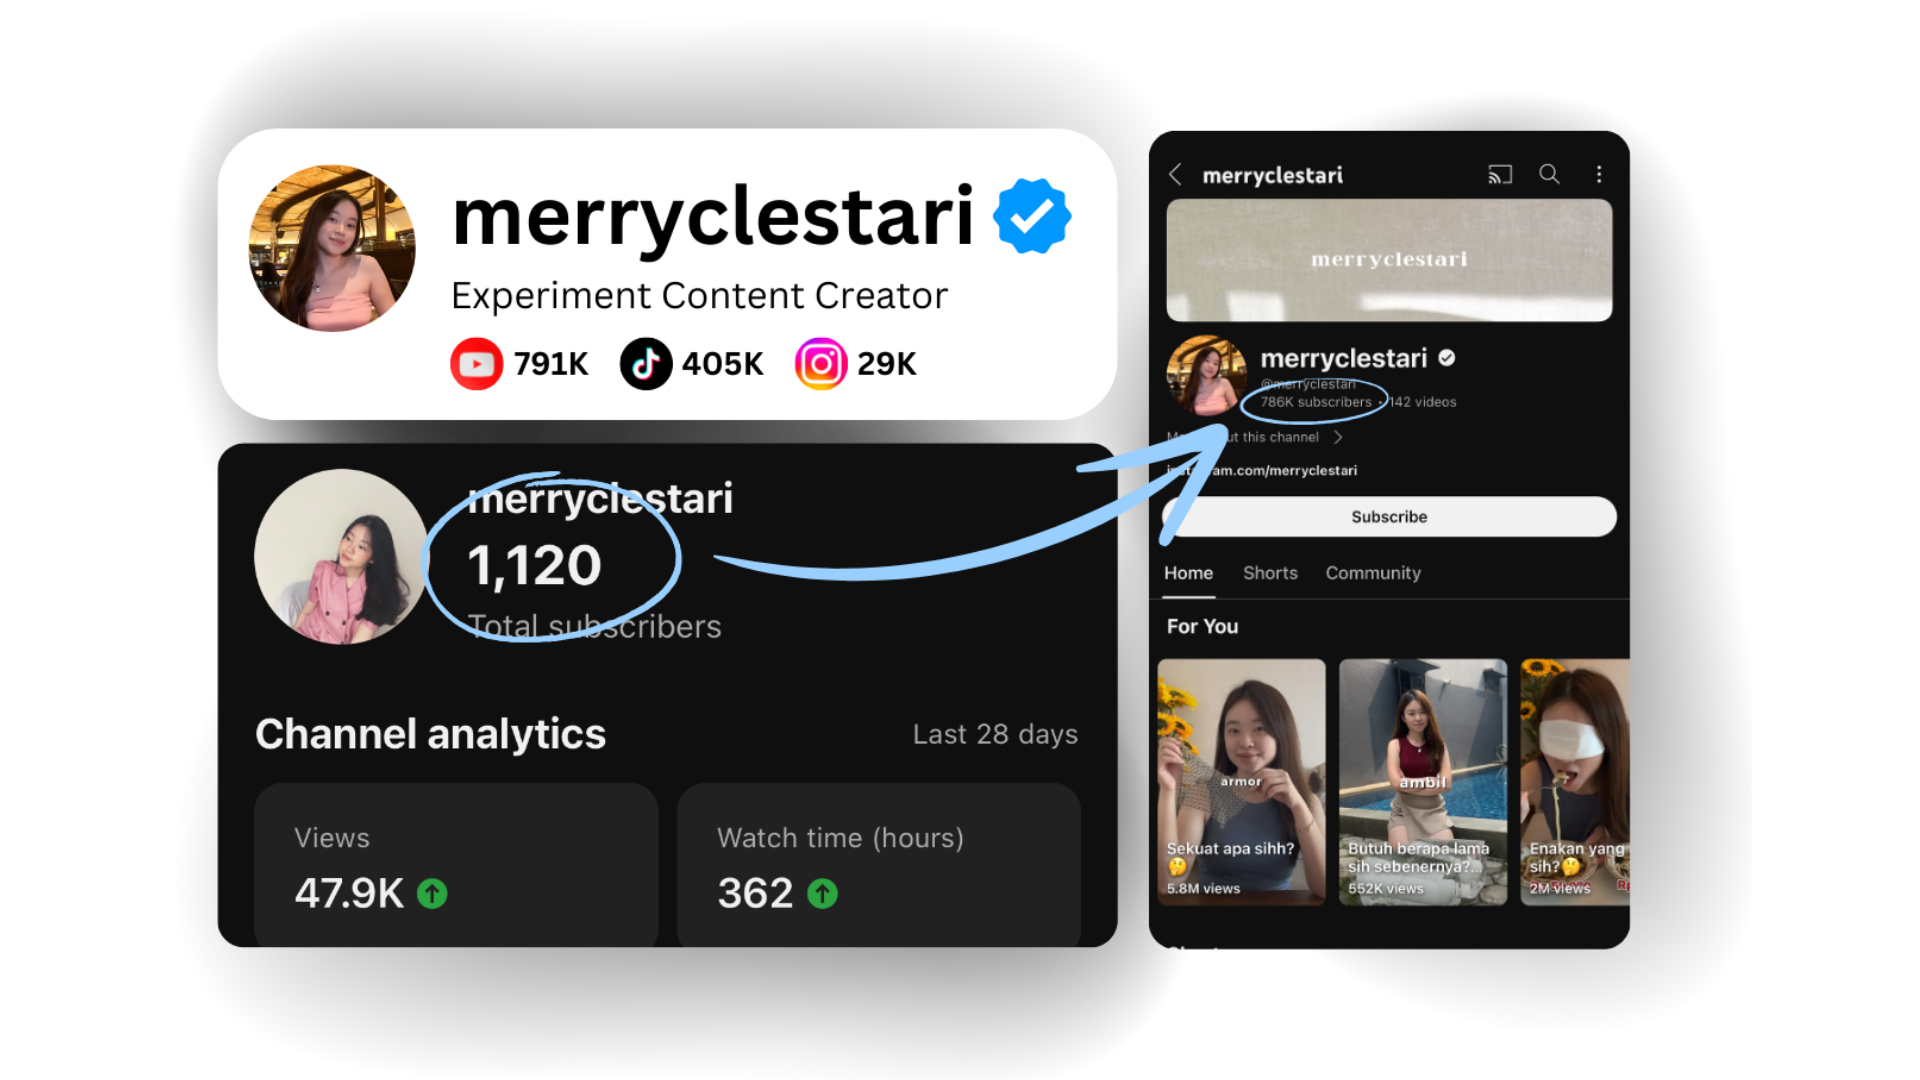 merryclestari
Experiment Content Creator
791K 405K 29K
merryclestari
1,120
Total subscribers
Channel analytics
Last 28 days
Views
47.9K
Watch time (hours)
362
merryclestari
merryclestari
merryclestari
@merryclestari
786K subscribers • 142 videos
ut this channel
instagram.com/merryclestari
Subscribe
Home Shorts Community
For You
armor
Sekuat apa sihh?
5.8M views
ambil
Butuh berapa lama
sih sebenernya?...
552K views
Enakan yang
sih?
2M views